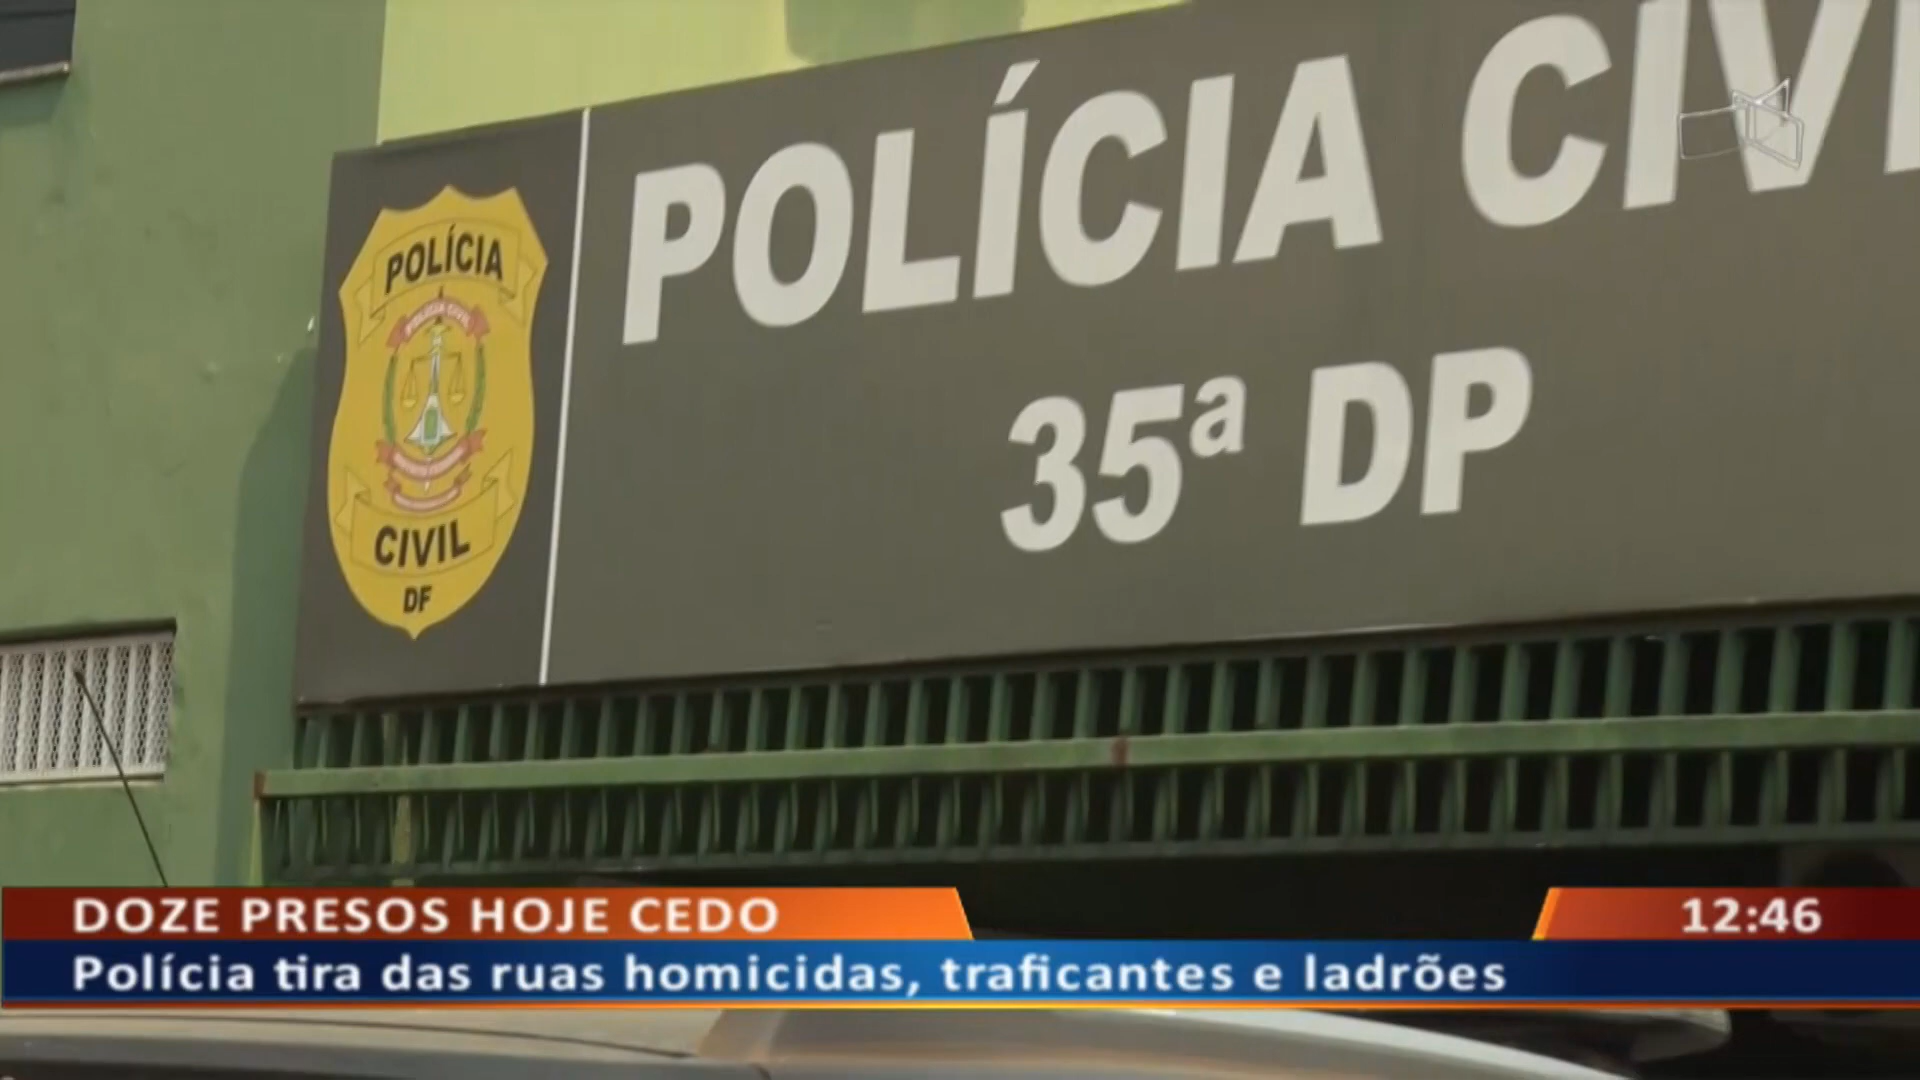 POLÍCIA CIVI
35ª DP
POLÍCIA
POLÍCIA CIVIL
CIVIL
DF
DOZE PRESOS HOJE CEDO
12:46
Polícia tira das ruas homicidas, traficantes e ladrões